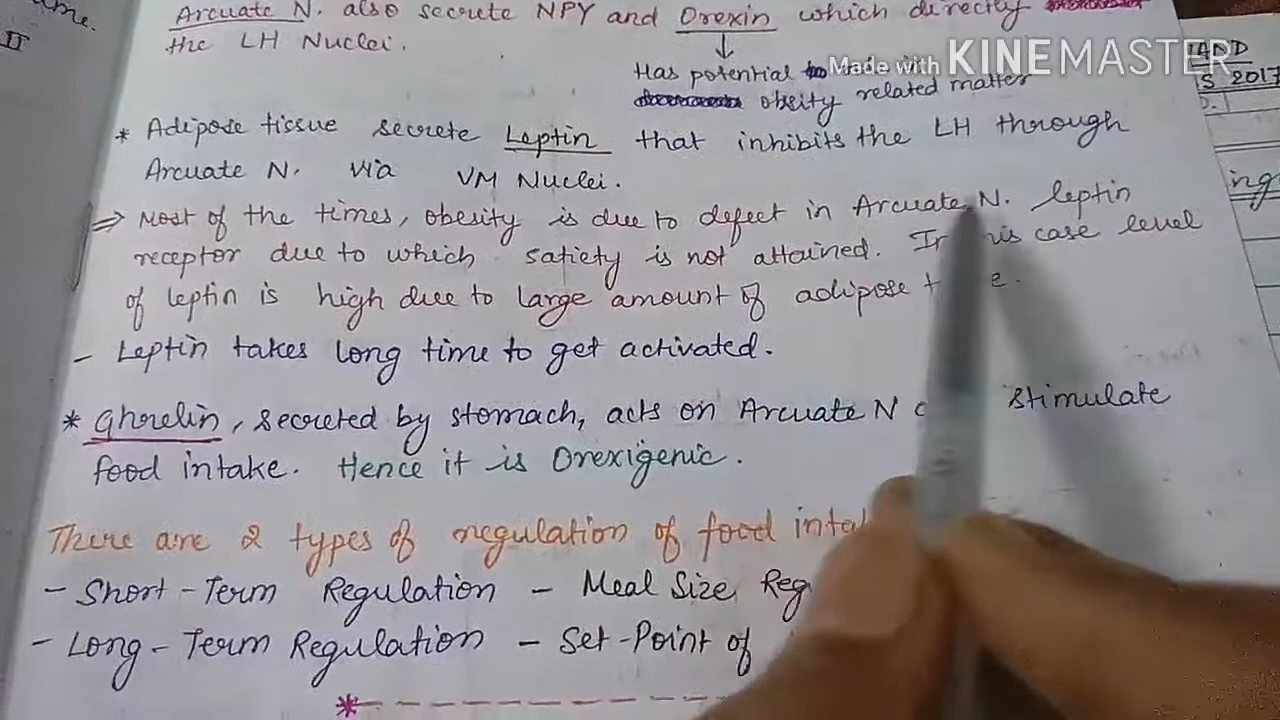 ame.
II
Arcuate N. also secrete NPY and Orexin which directly
the LH Nuclei.
Has potential
obsity related matter
Made with KINEMASTER
* Adipose tissue secrete Leptin that inhibits the LH through
Arcuate N. via VM Nuclei.
⇒ Most of the times, obesity is due to defect in Arcuate N. leptin
receptor due to which satiety is not attained. In this case level
of leptin is high due to large amount of adipose
- Leptin takes long time to get activated.
* Ghrelin, secreted by stomach, acts on Arcuate N stimulate
food intake. Hence it is Orexigenic.
There are 2 types of regulation of food
- Short-Term Regulation - Meal Size Reg
- Long-Term Regulation - Set-Point of
S 2017
ing